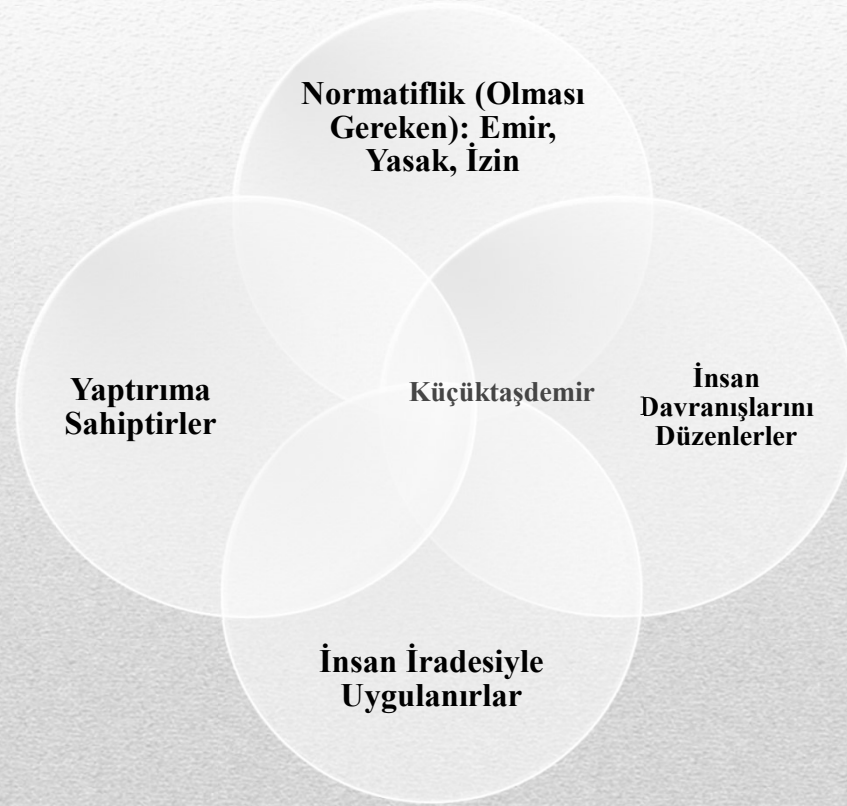 Normatiflik (Olması
Gereken): Emir,
Yasak, İzin
Yaptırıma
Sahiptirler
Küçüktaşdemir
İnsan
Davranışlarını
Düzenlerler
İnsan İradesiyle
Uygulanırlar